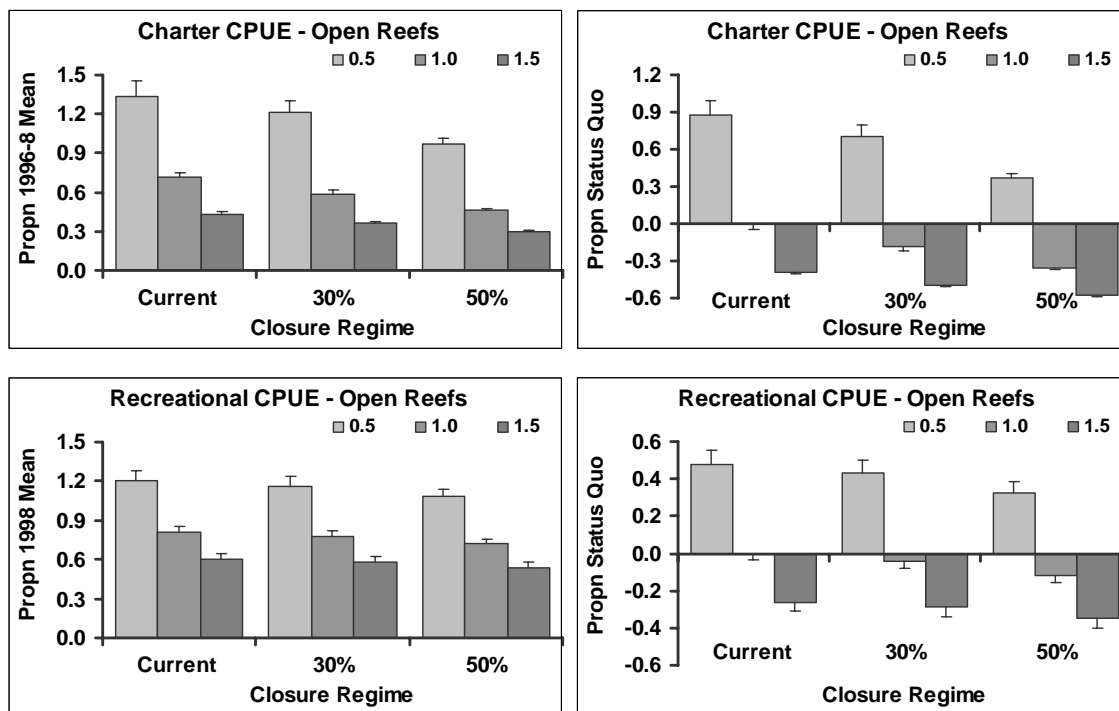 Charter CPUE - Open Reefs
0.5 1.0 1.5
Propn 1996-8 Mean
1.5
1.2
0.9
0.6
0.3
0.0
Current 30% 50%
Closure Regime
Charter CPUE - Open Reefs
0.5 1.0 1.5
Propn Status Quo
1.2
0.9
0.6
0.3
0.0
-0.3
-0.6
Current 30% 50%
Closure Regime
Recreational CPUE - Open Reefs
0.5 1.0 1.5
Propn 1998 Mean
1.5
1.2
0.9
0.6
0.3
0.0
Current 30% 50%
Closure Regime
Recreational CPUE - Open Reefs
0.5 1.0 1.5
Propn Status Quo
0.6
0.4
0.2
0.0
-0.2
-0.4
-0.6
Current 30% 50%
Closure Regime